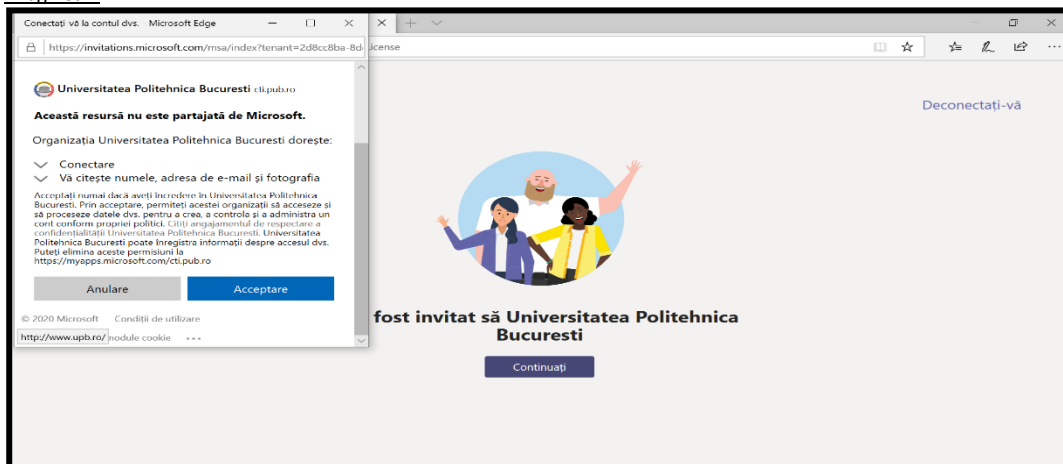 Conectați vă la contul dvs. Microsoft Edge
https://invitations.microsoft.com/msa/index?tenant=2d8cc8ba-8d
icense
Universitatea Politehnica Bucuresti cti.pub.ro
Această resursă nu este partajată de Microsoft.
Organizația Universitatea Politehnica Bucuresti dorește:
Conectare
Vă citește numele, adresa de e-mail și fotografia
Acceptați numai dacă aveți încredere în Universitatea Politehnica
Bucuresti. Prin acceptare, permiteți acestei organizații să acceseze și
să proceseze datele dvs. pentru a crea, a controla și a administra un
cont conform propriei politici. Citiți angajamentul de respectare a
confidențialității Universitatea Politehnica Bucuresti. Universitatea
Politehnica Bucuresti poate înregistra informații despre accesul dvs.
Puteți elimina aceste permisiuni la
https://myapps.microsoft.com/cti.pub.ro
Anulare Acceptare
© 2020 Microsoft Condiții de utilizare
http://www.upb.ro/ module cookie ...
Deconectați-vă
fost invitat să Universitatea Politehnica
Bucuresti
Continuați